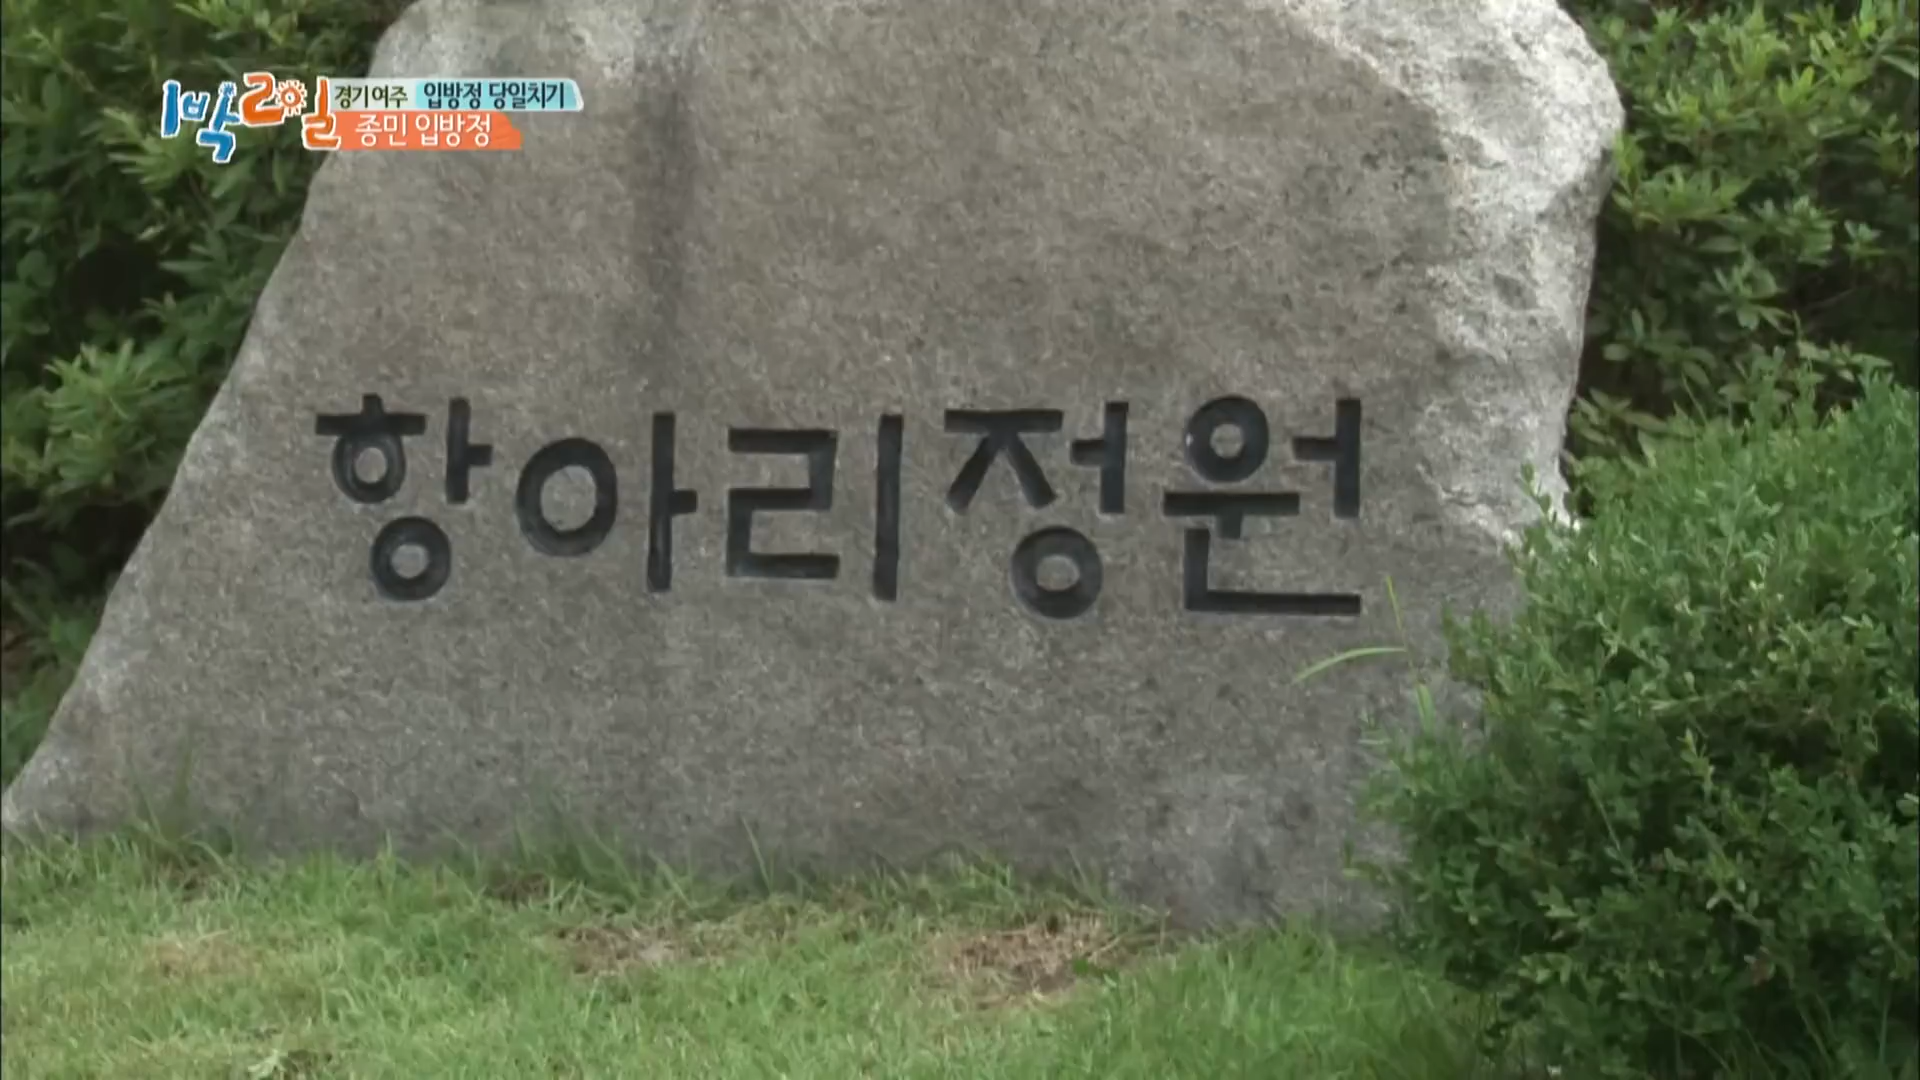 1박2일 경기 여주 입방정 당일치기
종민 입방정
항아리정원